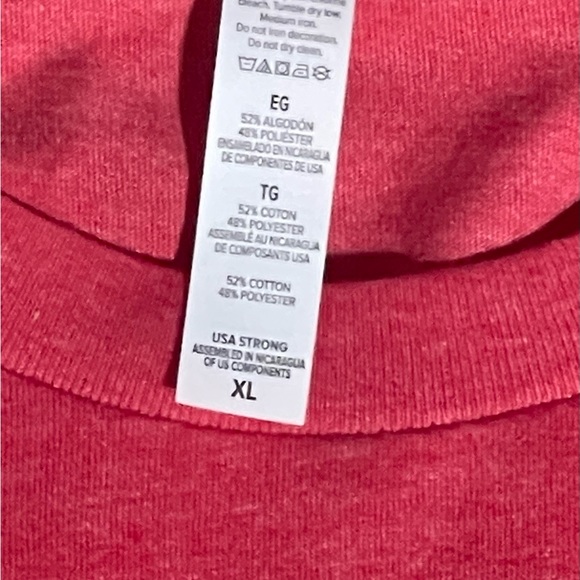 bleach. Tumble dry low.
Medium iron.
Do not iron decoration.
Do not dry clean.
EG
52% ALGODÓN
48% POLIÉSTER
ENSAMBLADO EN NICARAGUA
DE COMPONENTES DE USA
TG
52% COTON
48% POLYESTER
ASSEMBLÉ AU NICARAGUA
DE COMPOSANTS USA
52% COTTON
48% POLYESTER
USA STRONG
ASSEMBLED IN NICARAGUA
OF US COMPONENTS
XL